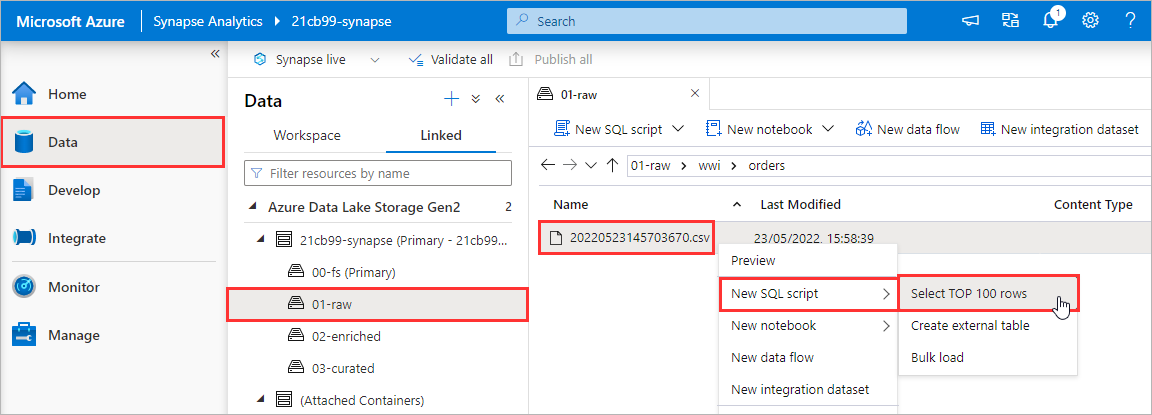 Microsoft Azure
Synapse Analytics
21cb99-synapse
Search
1
?
Synapse live
Validate all
Publish all
Home
Data
Develop
Integrate
Monitor
Manage
Data
Workspace
Linked
Filter resources by name
Azure Data Lake Storage Gen2 2
21cb99-synapse (Primary - 21cb99...
00-fs (Primary)
01-raw
02-enriched
03-curated
(Attached Containers)
01-raw
New SQL script
New notebook
New data flow
New integration dataset
01-raw > wwi > orders
Name Last Modified Content Type
20220523145703670.csv 23/05/2022, 15:58:39
Preview
New SQL script
New notebook
New data flow
New integration dataset
Select TOP 100 rows
Create external table
Bulk load